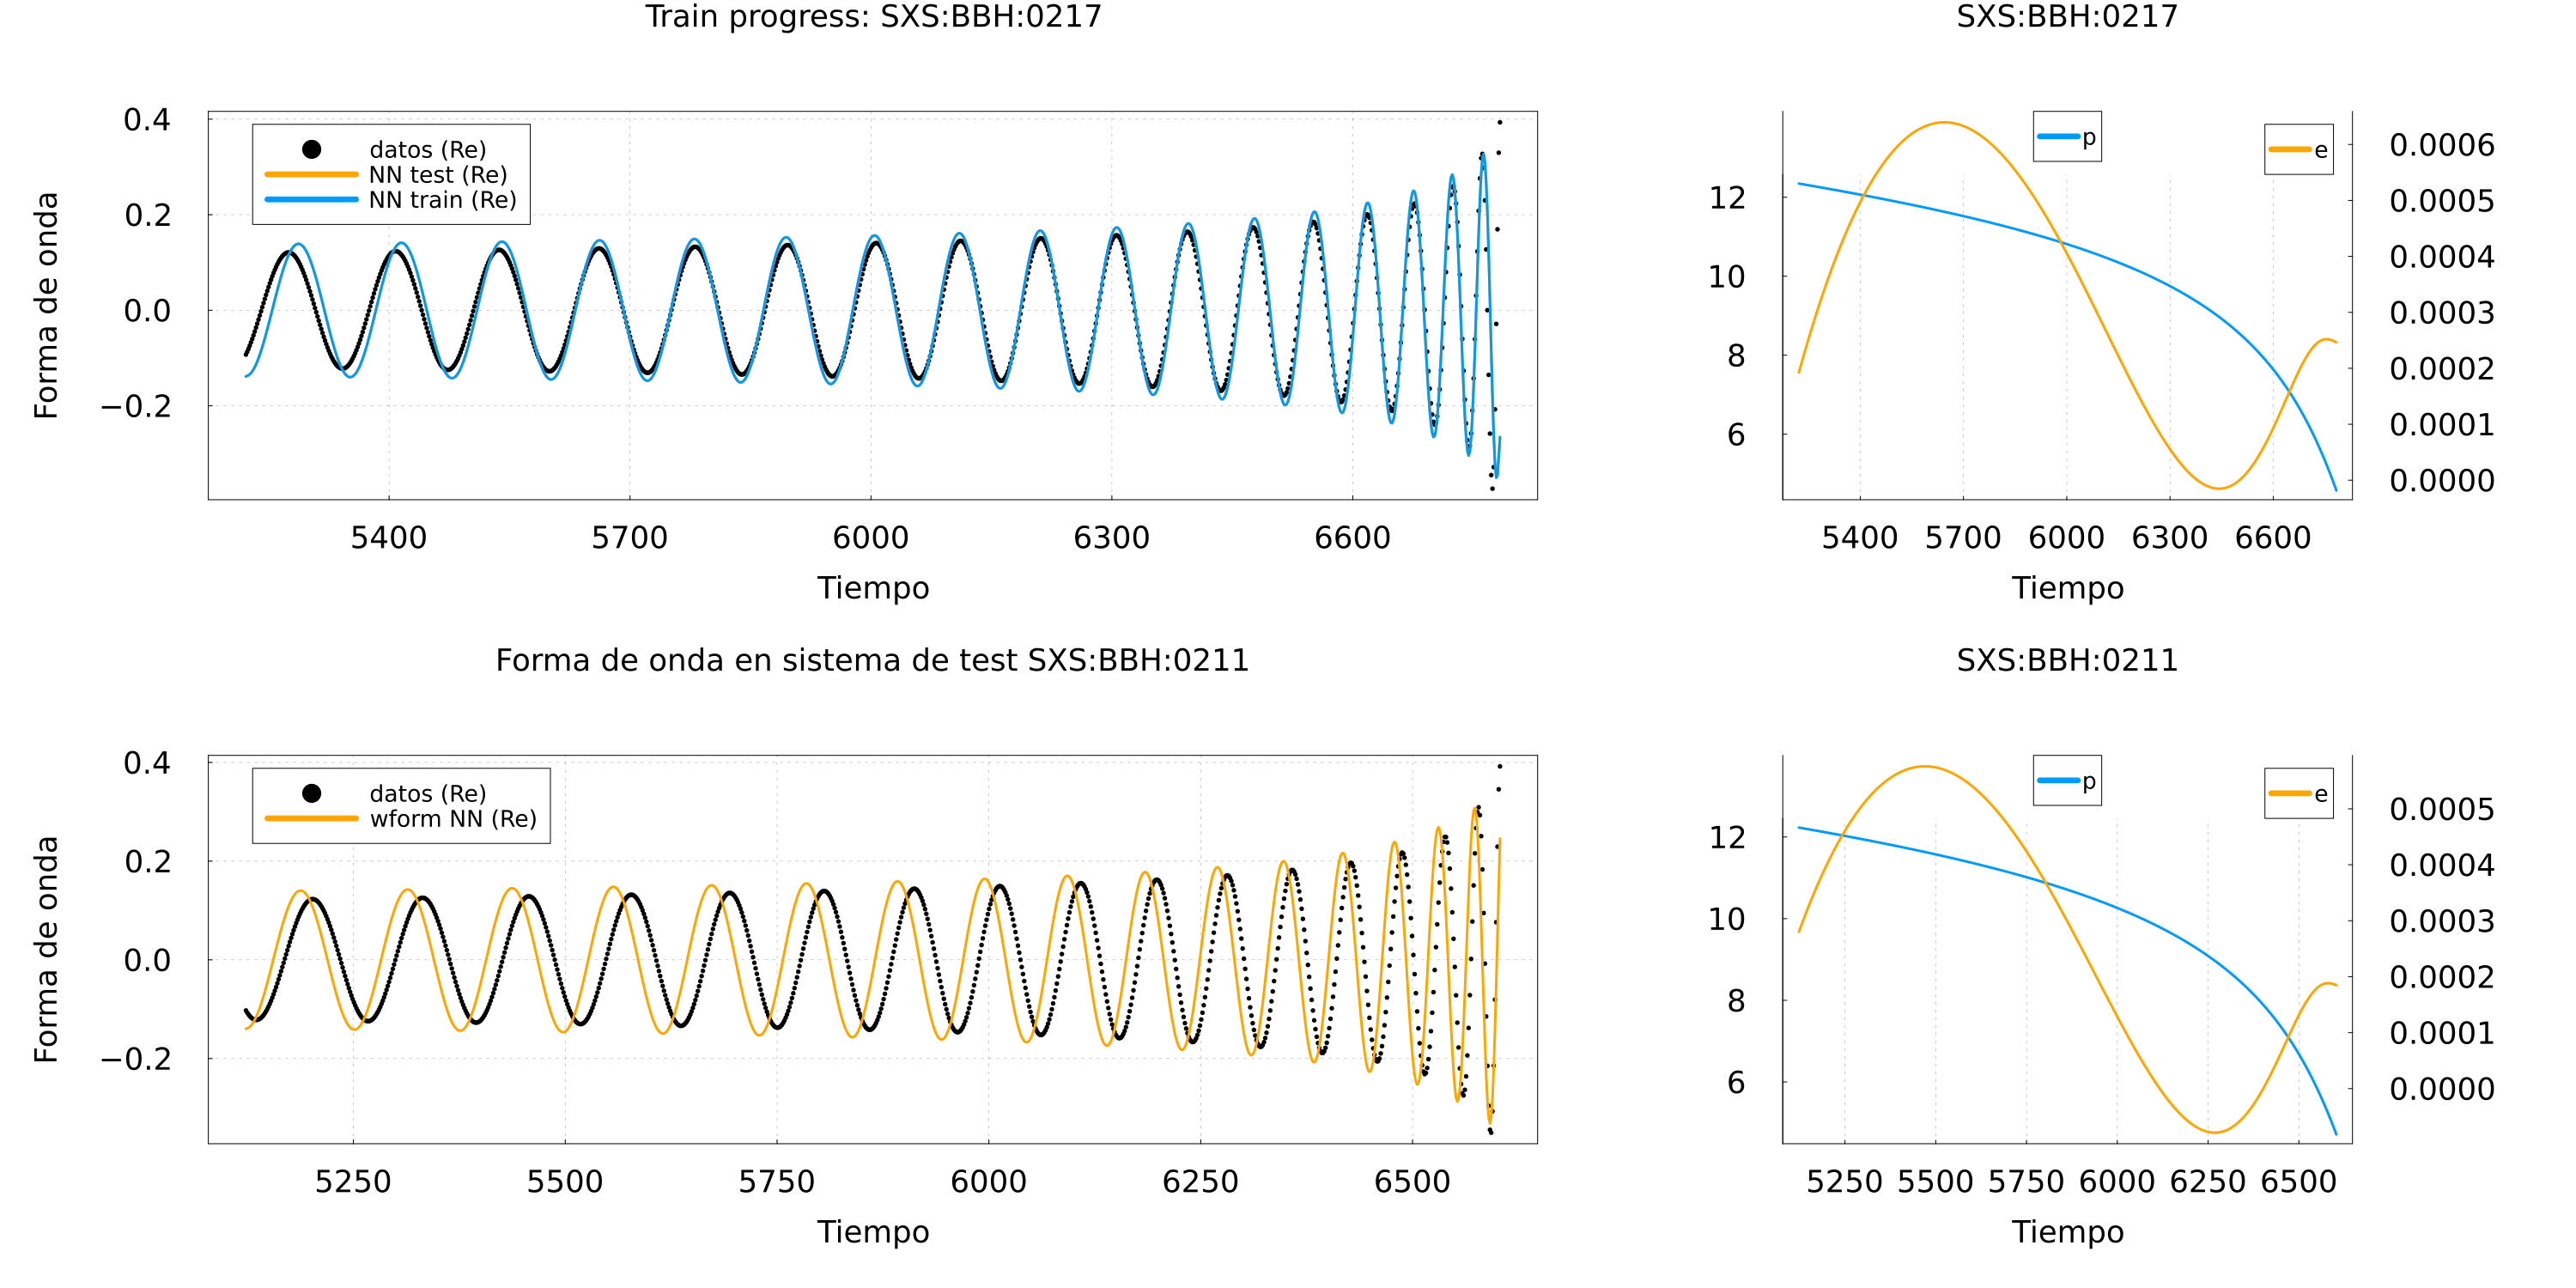 Train progress: SXS:BBH:0217
Forma de onda
0.4
0.2
0.0
−0.2
datos (Re)
NN test (Re)
NN train (Re)
5400 5700 6000 6300 6600
Tiempo
SXS:BBH:0217
12
10
8
6
p
e
0.0006
0.0005
0.0004
0.0003
0.0002
0.0001
0.0000
5400 5700 6000 6300 6600
Tiempo
Forma de onda en sistema de test SXS:BBH:0211
Forma de onda
0.4
0.2
0.0
−0.2
datos (Re)
wform NN (Re)
5250 5500 5750 6000 6250 6500
Tiempo
SXS:BBH:0211
12
10
8
6
p
e
0.0005
0.0004
0.0003
0.0002
0.0001
0.0000
5250 5500 5750 6000 6250 6500
Tiempo